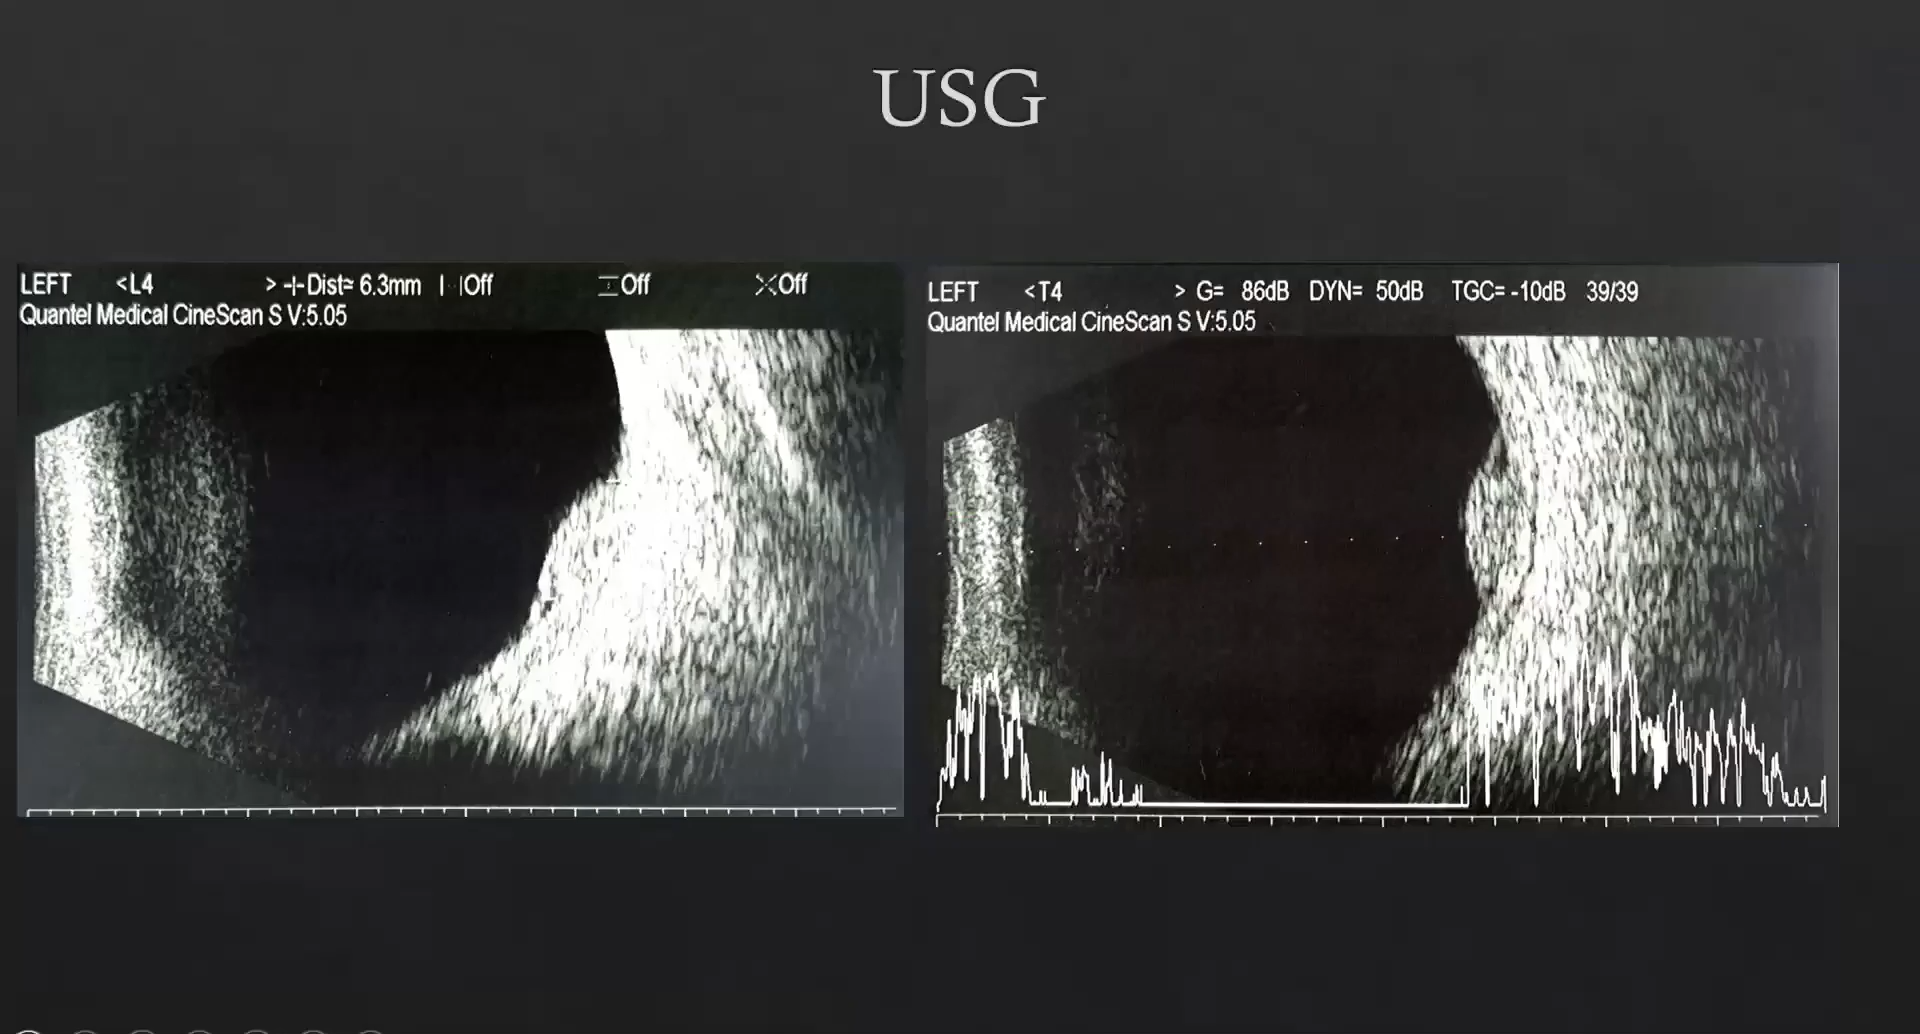 USG
LEFT <L4 > -¦-Dist= 6.3mm |·|Off Off Off
Quantel Medical CineScan S V:5.05
LEFT <T4 > G= 86dB DYN= 50dB TGC= -10dB 39/39
Quantel Medical CineScan S V:5.05